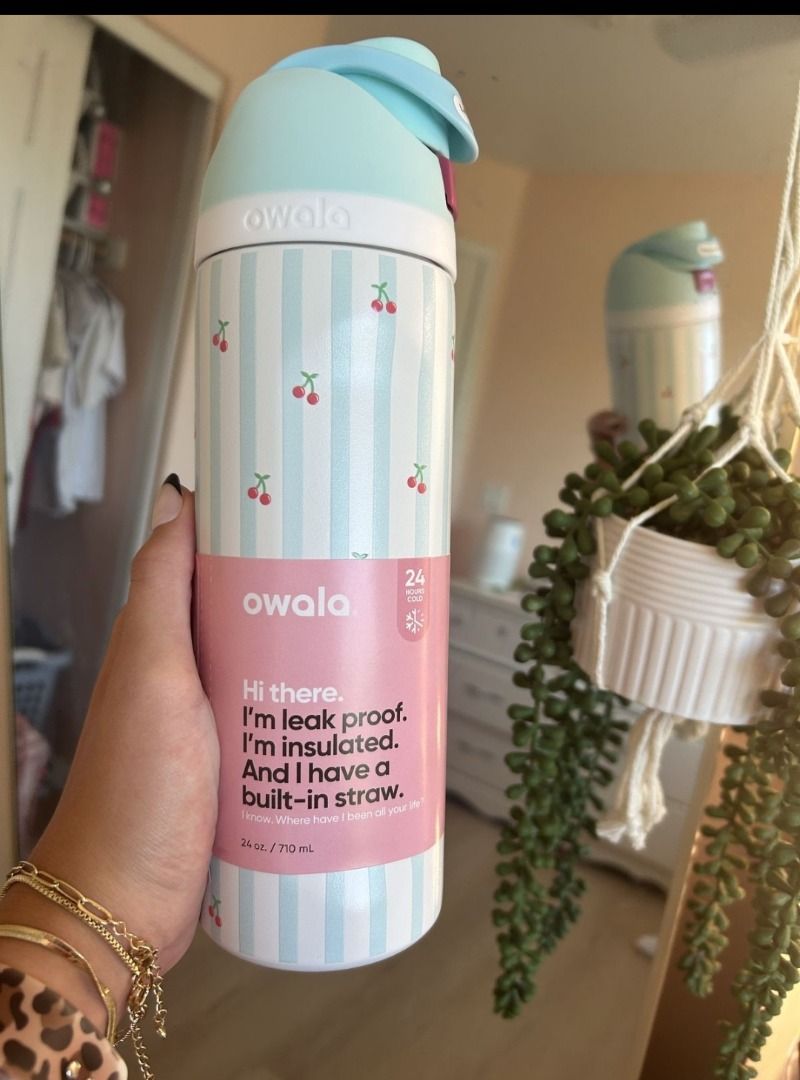 owala
owala
24
HOURS
COLD
Hi there.
I'm leak proof.
I'm insulated.
And I have a
built-in straw.
I know. Where have I been all your life?
24 oz. / 710 mL